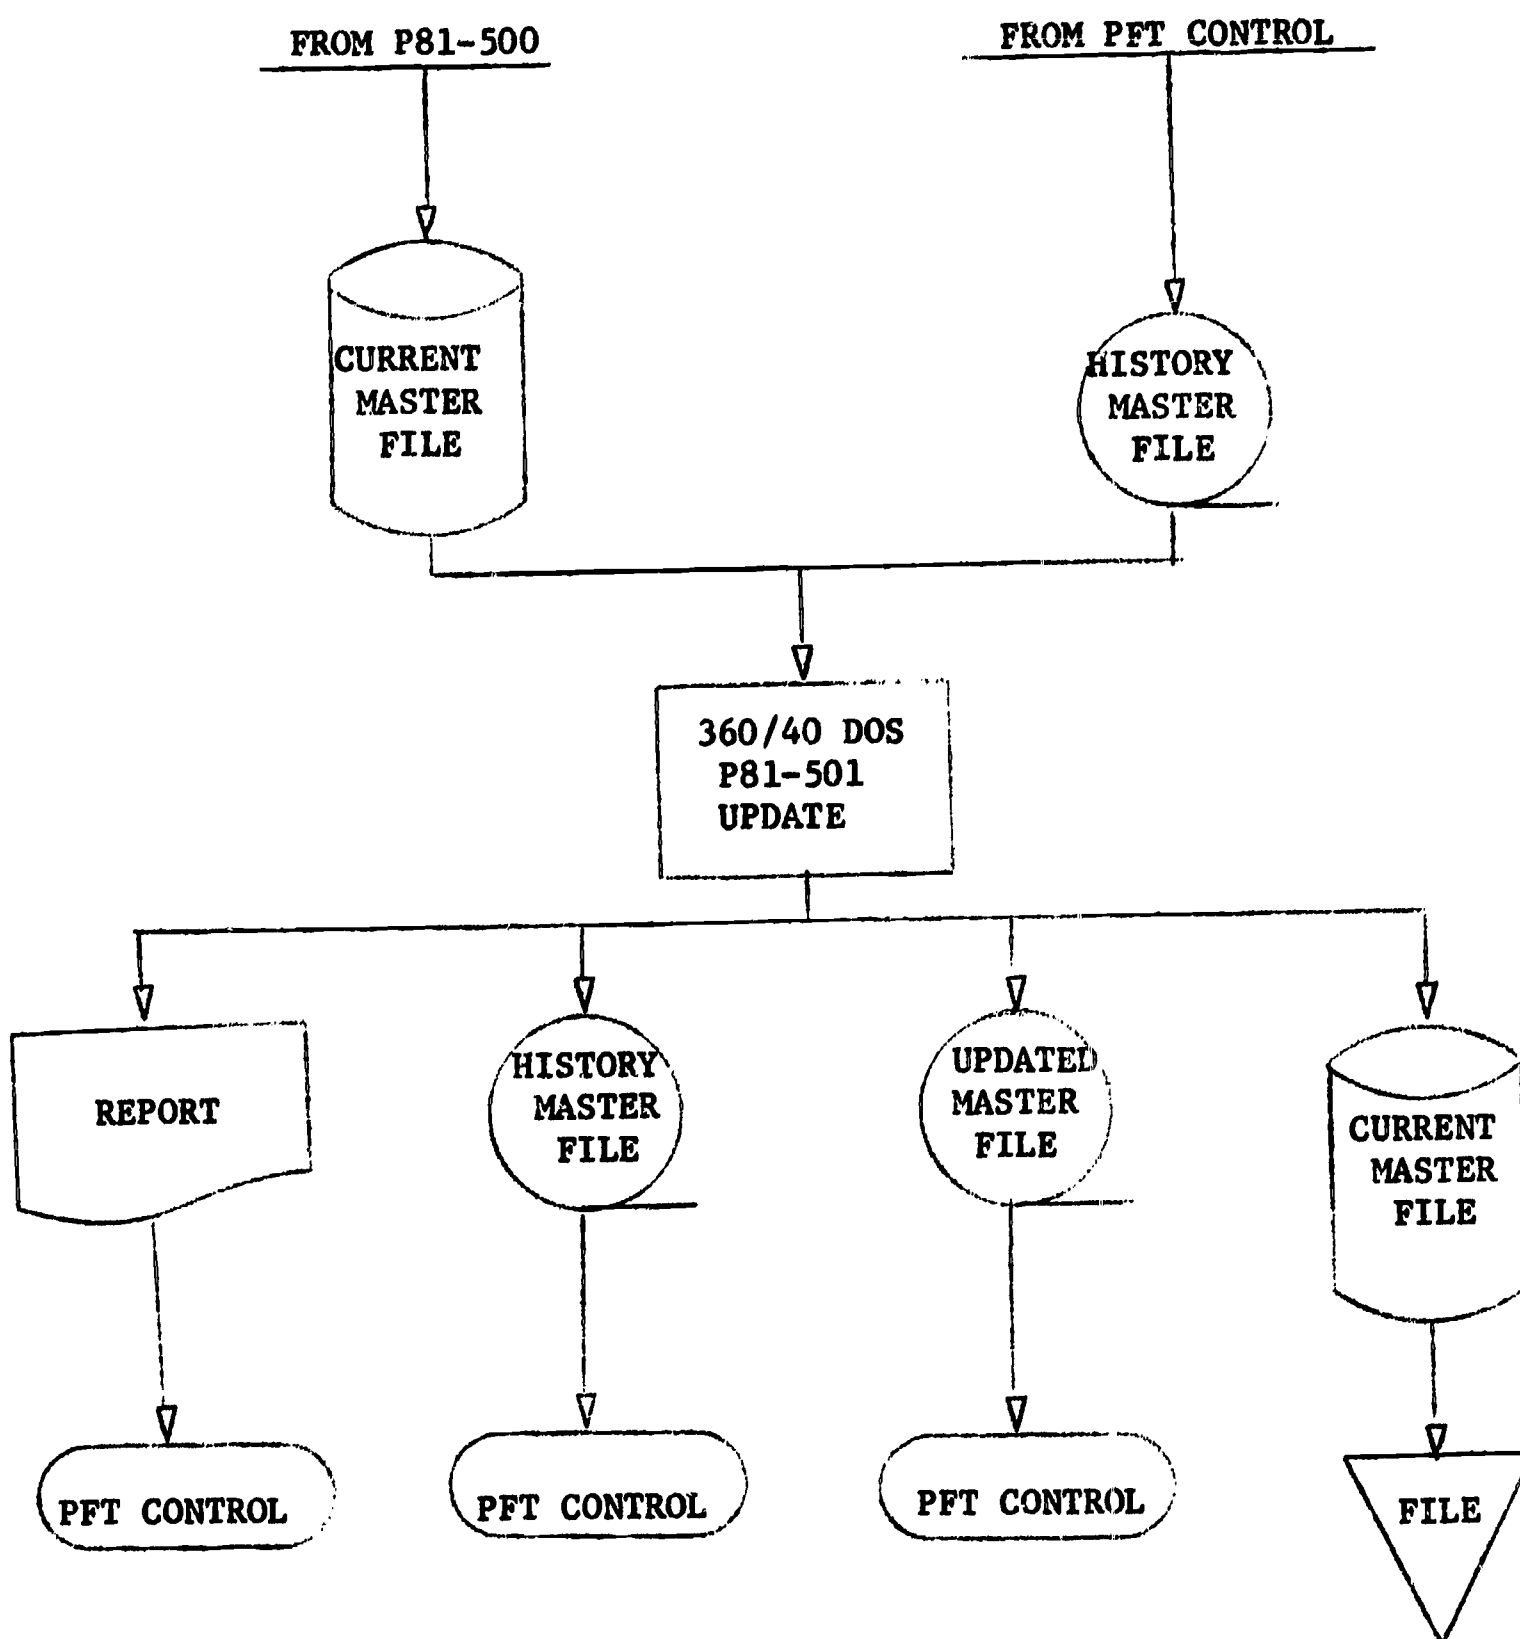 FROM P81-500
FROM PFT CONTROL
CURRENT
MASTER
FILE
HISTORY
MASTER
FILE
360/40 DOS
P81-501
UPDATE
REPORT
HISTORY
MASTER
FILE
UPDATED
MASTER
FILE
CURRENT
MASTER
FILE
PFT CONTROL
PFT CONTROL
PFT CONTROL
FILE